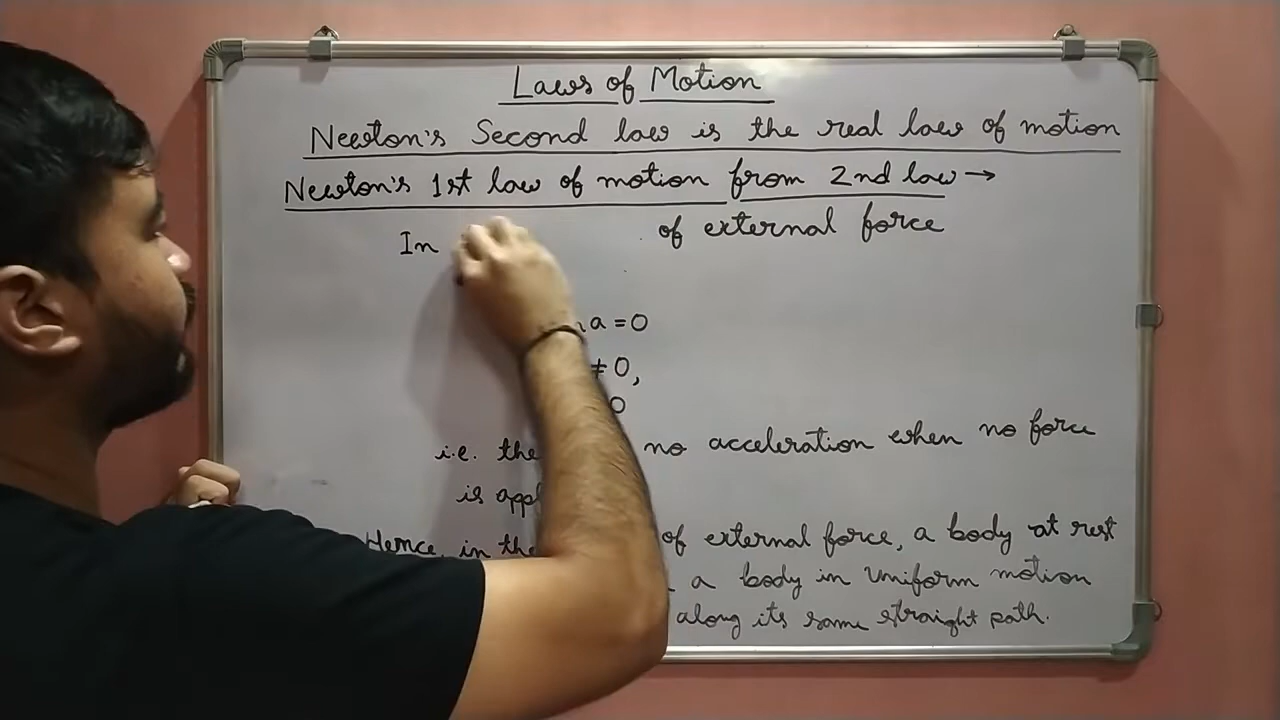 Laws of Motion
Newton's Second law is the real law of motion
Newton's 1st law of motion from 2nd law →
In of external force
a = 0
≠ 0,
0
i.e. the no acceleration when no force
is
Hence, in the of external force, a body at rest
a body in uniform motion
along its same straight path.